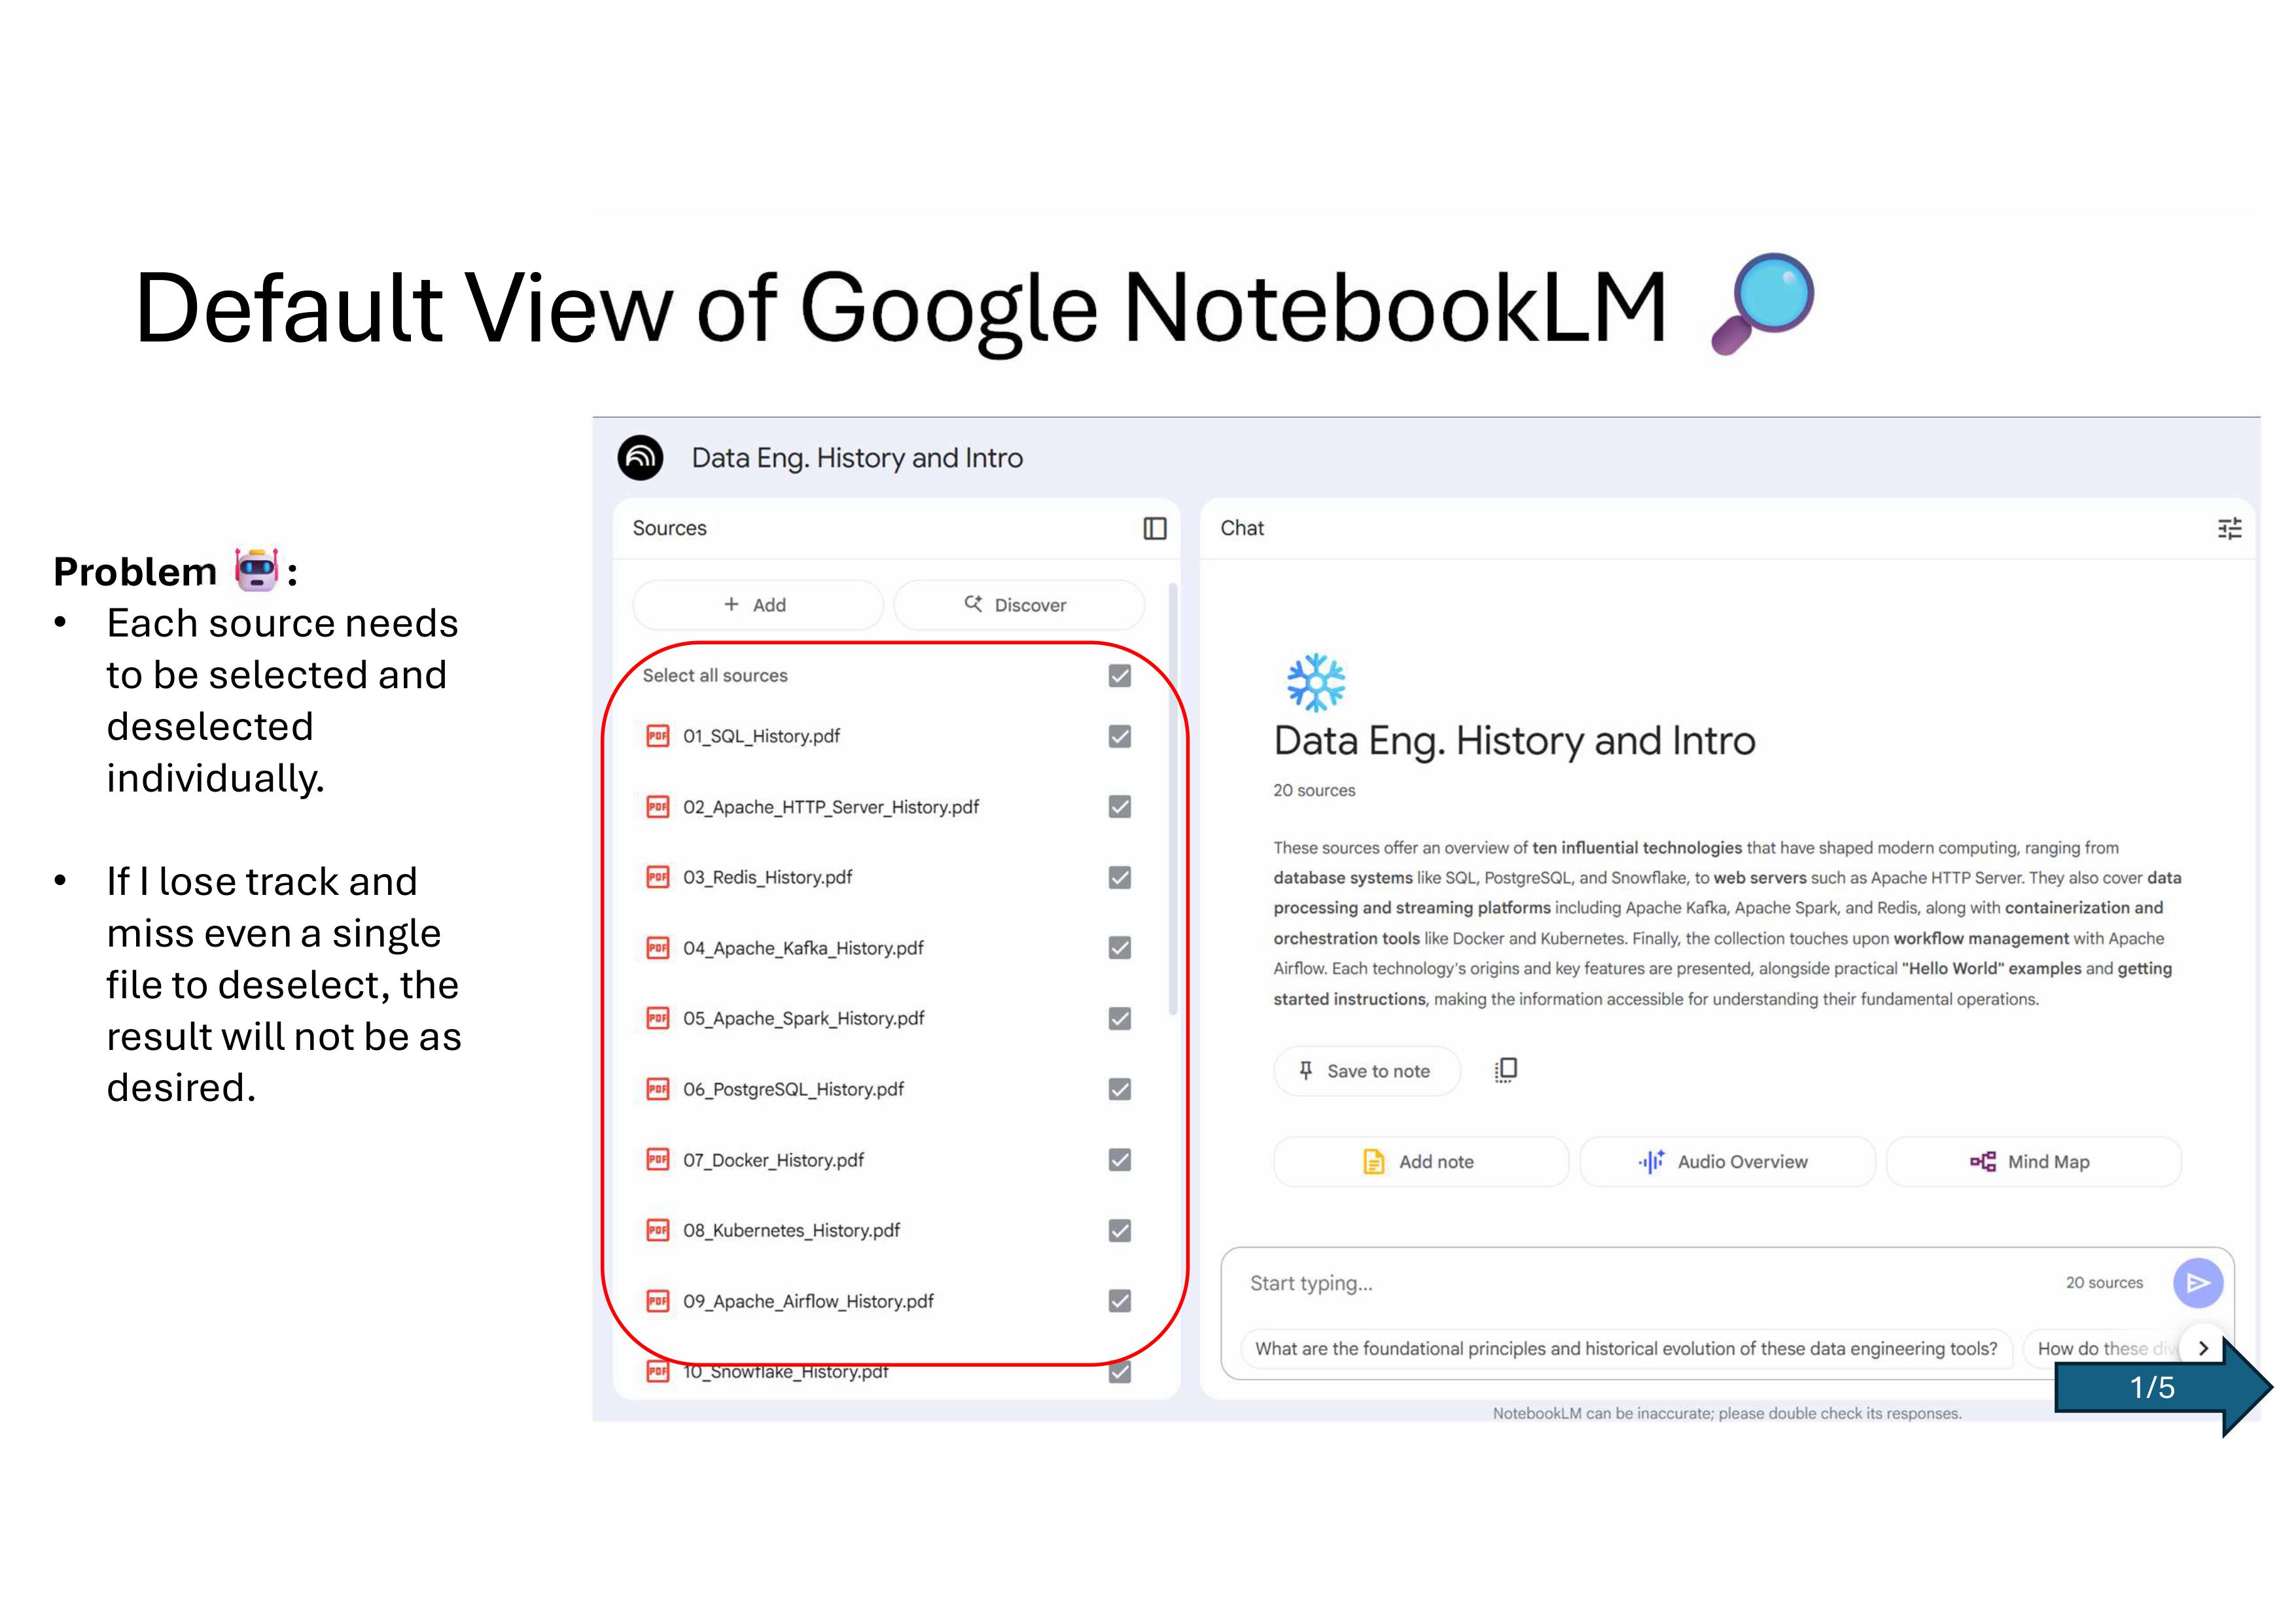 Default View of Google NotebookLM
Problem :
• Each source needs
to be selected and
deselected
individually.
• If I lose track and
miss even a single
file to deselect, the
result will not be as
desired.
Data Eng. History and Intro
Sources
+ Add
Discover
Select all sources
PDF 01_SQL_History.pdf
PDF 02_Apache_HTTP_Server_History.pdf
PDF 03_Redis_History.pdf
PDF 04_Apache_Kafka_History.pdf
PDF 05_Apache_Spark_History.pdf
PDF 06_PostgreSQL_History.pdf
PDF 07_Docker_History.pdf
PDF 08_Kubernetes_History.pdf
PDF 09_Apache_Airflow_History.pdf
PDF 10_Snowflake_History.pdf
Chat
Data Eng. History and Intro
20 sources
These sources offer an overview of ten influential technologies that have shaped modern computing, ranging from
database systems like SQL, PostgreSQL, and Snowflake, to web servers such as Apache HTTP Server. They also cover data
processing and streaming platforms including Apache Kafka, Apache Spark, and Redis, along with containerization and
orchestration tools like Docker and Kubernetes. Finally, the collection touches upon workflow management with Apache
Airflow. Each technology's origins and key features are presented, alongside practical "Hello World" examples and getting
started instructions, making the information accessible for understanding their fundamental operations.
Save to note
Add note
Audio Overview
Mind Map
Start typing...
20 sources
What are the foundational principles and historical evolution of these data engineering tools?
How do these
1/5
NotebookLM can be inaccurate; please double check its responses.